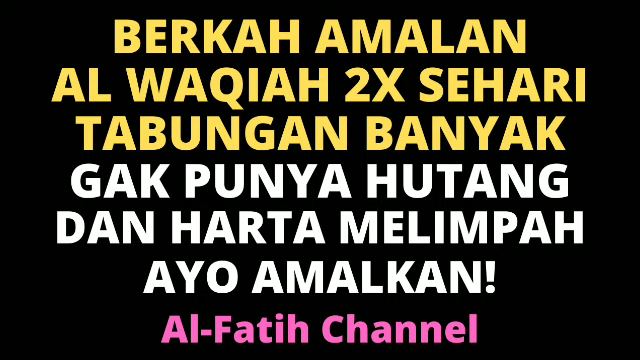 BERKAH AMALAN
AL WAQIAH 2X SEHARI
TABUNGAN BANYAK
GAK PUNYA HUTANG
DAN HARTA MELIMPAH
AYO AMALKAN!
Al-Fatih Channel